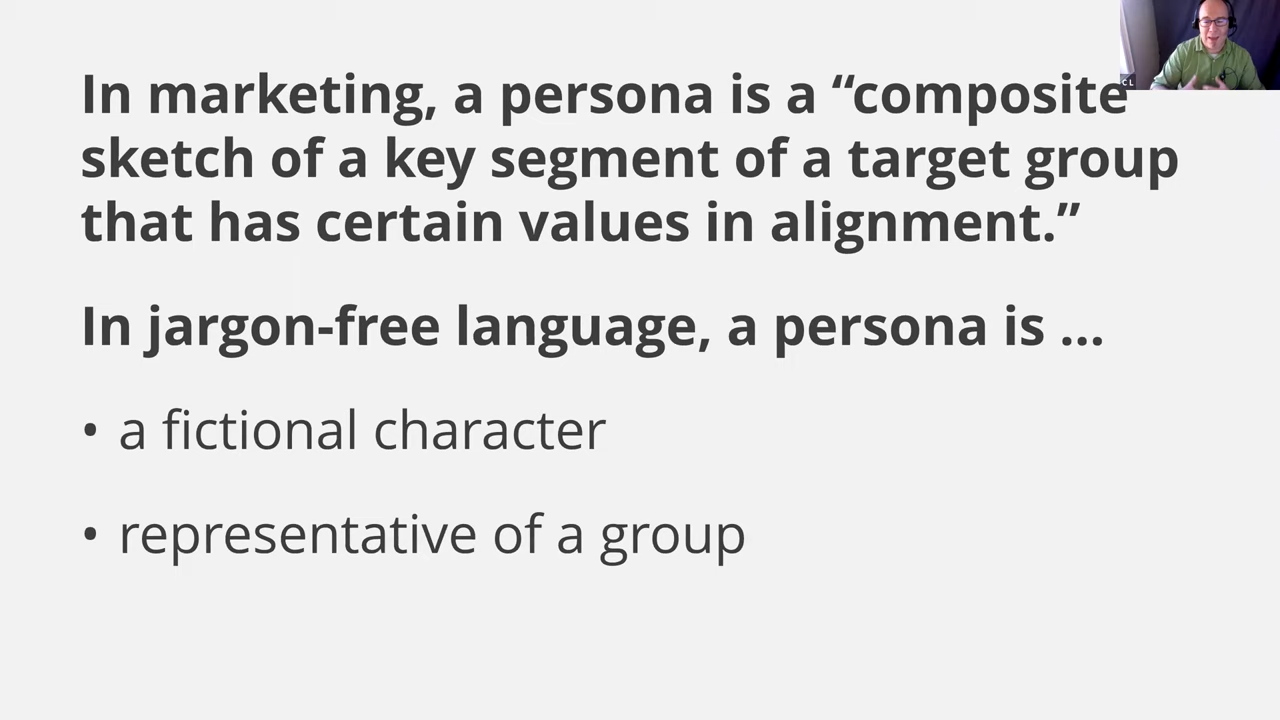 In marketing, a persona is a “composite
sketch of a key segment of a target group
that has certain values in alignment.”
In jargon-free language, a persona is ...
• a fictional character
• representative of a group
CL